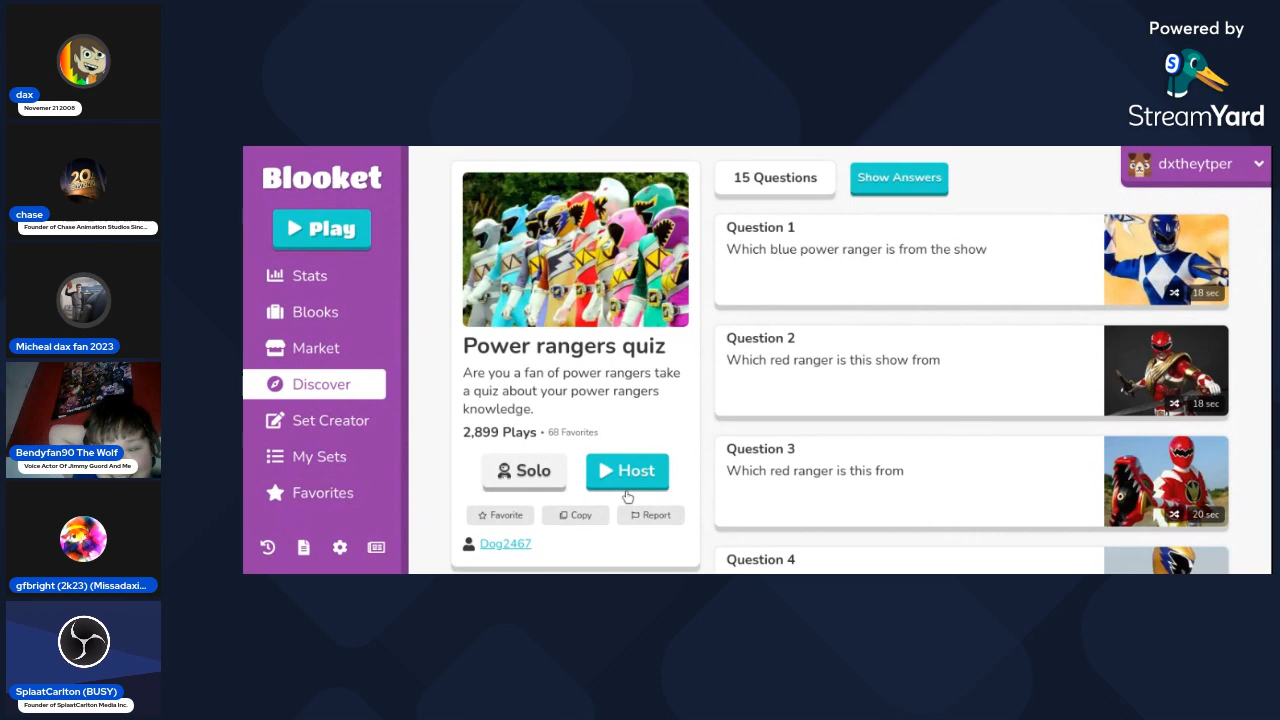 dax
Novemer 21 2008
20
chase
Founder of Chase Animation Studios Sinc...
Micheal dax fan 2023
Bendyfan90 The Wolf
Voice Actor Of Jimmy Guord And Me
gfbright (2k23) (Missadaxi...
SplaatCarlton (BUSY)
Founder of SplaatCarlton Media Inc.
Powered by
S
StreamYard
Blooket
Play
Stats
Blooks
Market
Discover
Set Creator
My Sets
Favorites
Power rangers quiz
Are you a fan of power rangers take
a quiz about your power rangers
knowledge.
2,899 Plays • 68 Favorites
Solo
Host
Favorite
Copy
Report
Dog2467
15 Questions
Show Answers
dxtheytper
Question 1
Which blue power ranger is from the show
18 sec
Question 2
Which red ranger is this show from
18 sec
Question 3
Which red ranger is this from
20 sec
Question 4